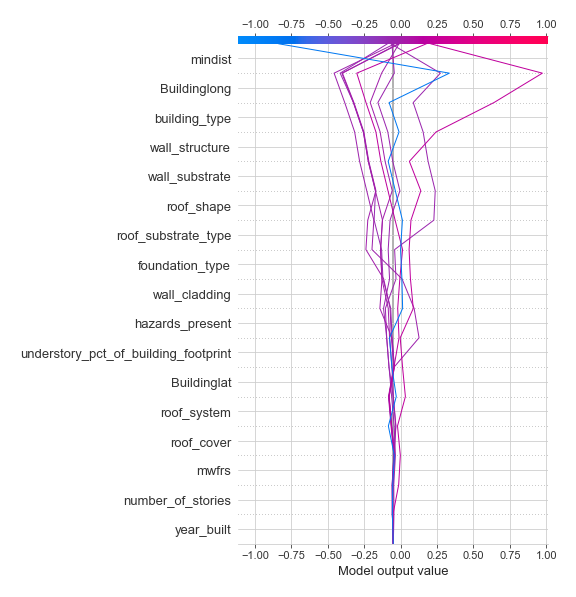 −1.00 −0.75 −0.50 −0.25 0.00 0.25 0.50 0.75 1.00
mindist
Buildinglong
building_type
wall_structure
wall_substrate
roof_shape
roof_substrate_type
foundation_type
wall_cladding
hazards_present
understory_pct_of_building_footprint
Buildinglat
roof_system
roof_cover
mwfrs
number_of_stories
year_built
−1.00 −0.75 −0.50 −0.25 0.00 0.25 0.50 0.75 1.00
Model output value